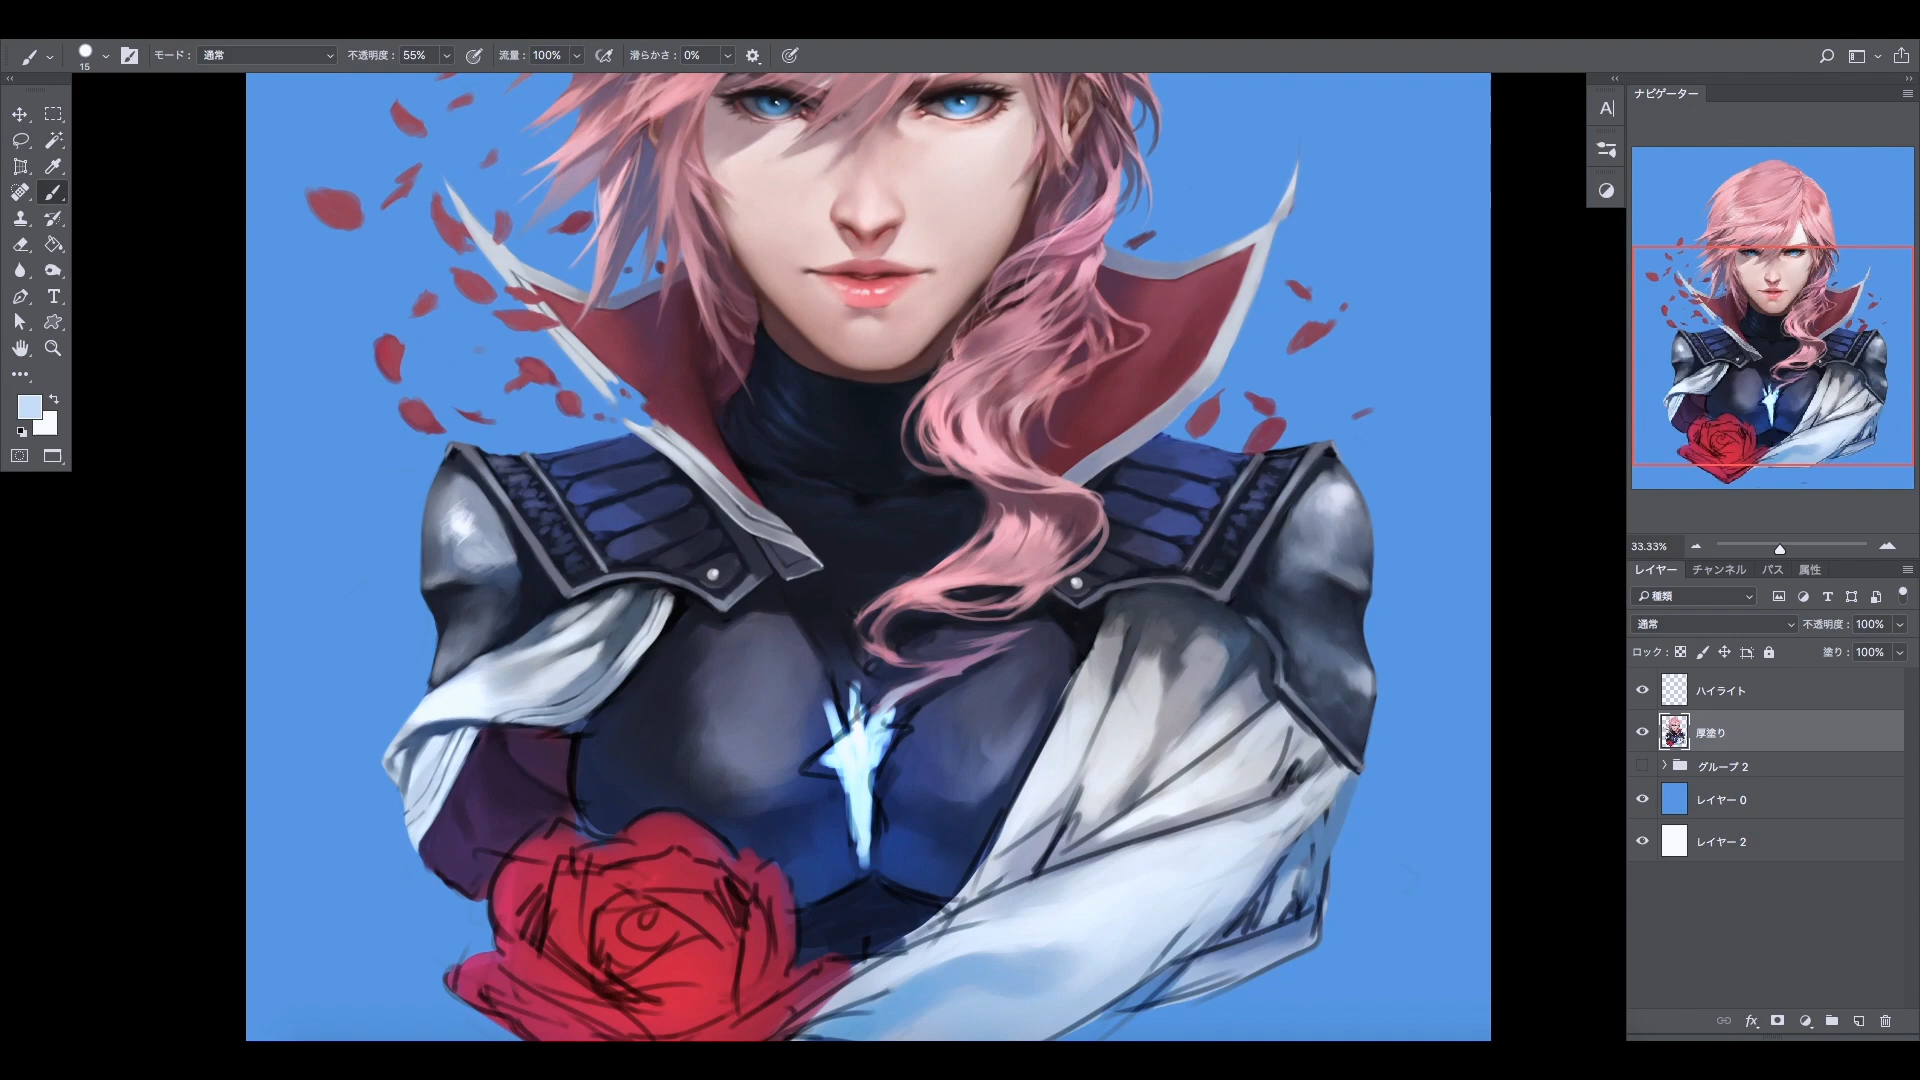 モード： 通常 不透明度： 55% 流量： 100% 滑らかさ： 0%
15
ナビゲーター
A
T
33.33%
レイヤー チャンネル パス 属性
種類 T
通常 不透明度： 100%
ロック： 塗り： 100%
ハイライト
厚塗り
グループ 2
レイヤー 0
レイヤー 2
fx